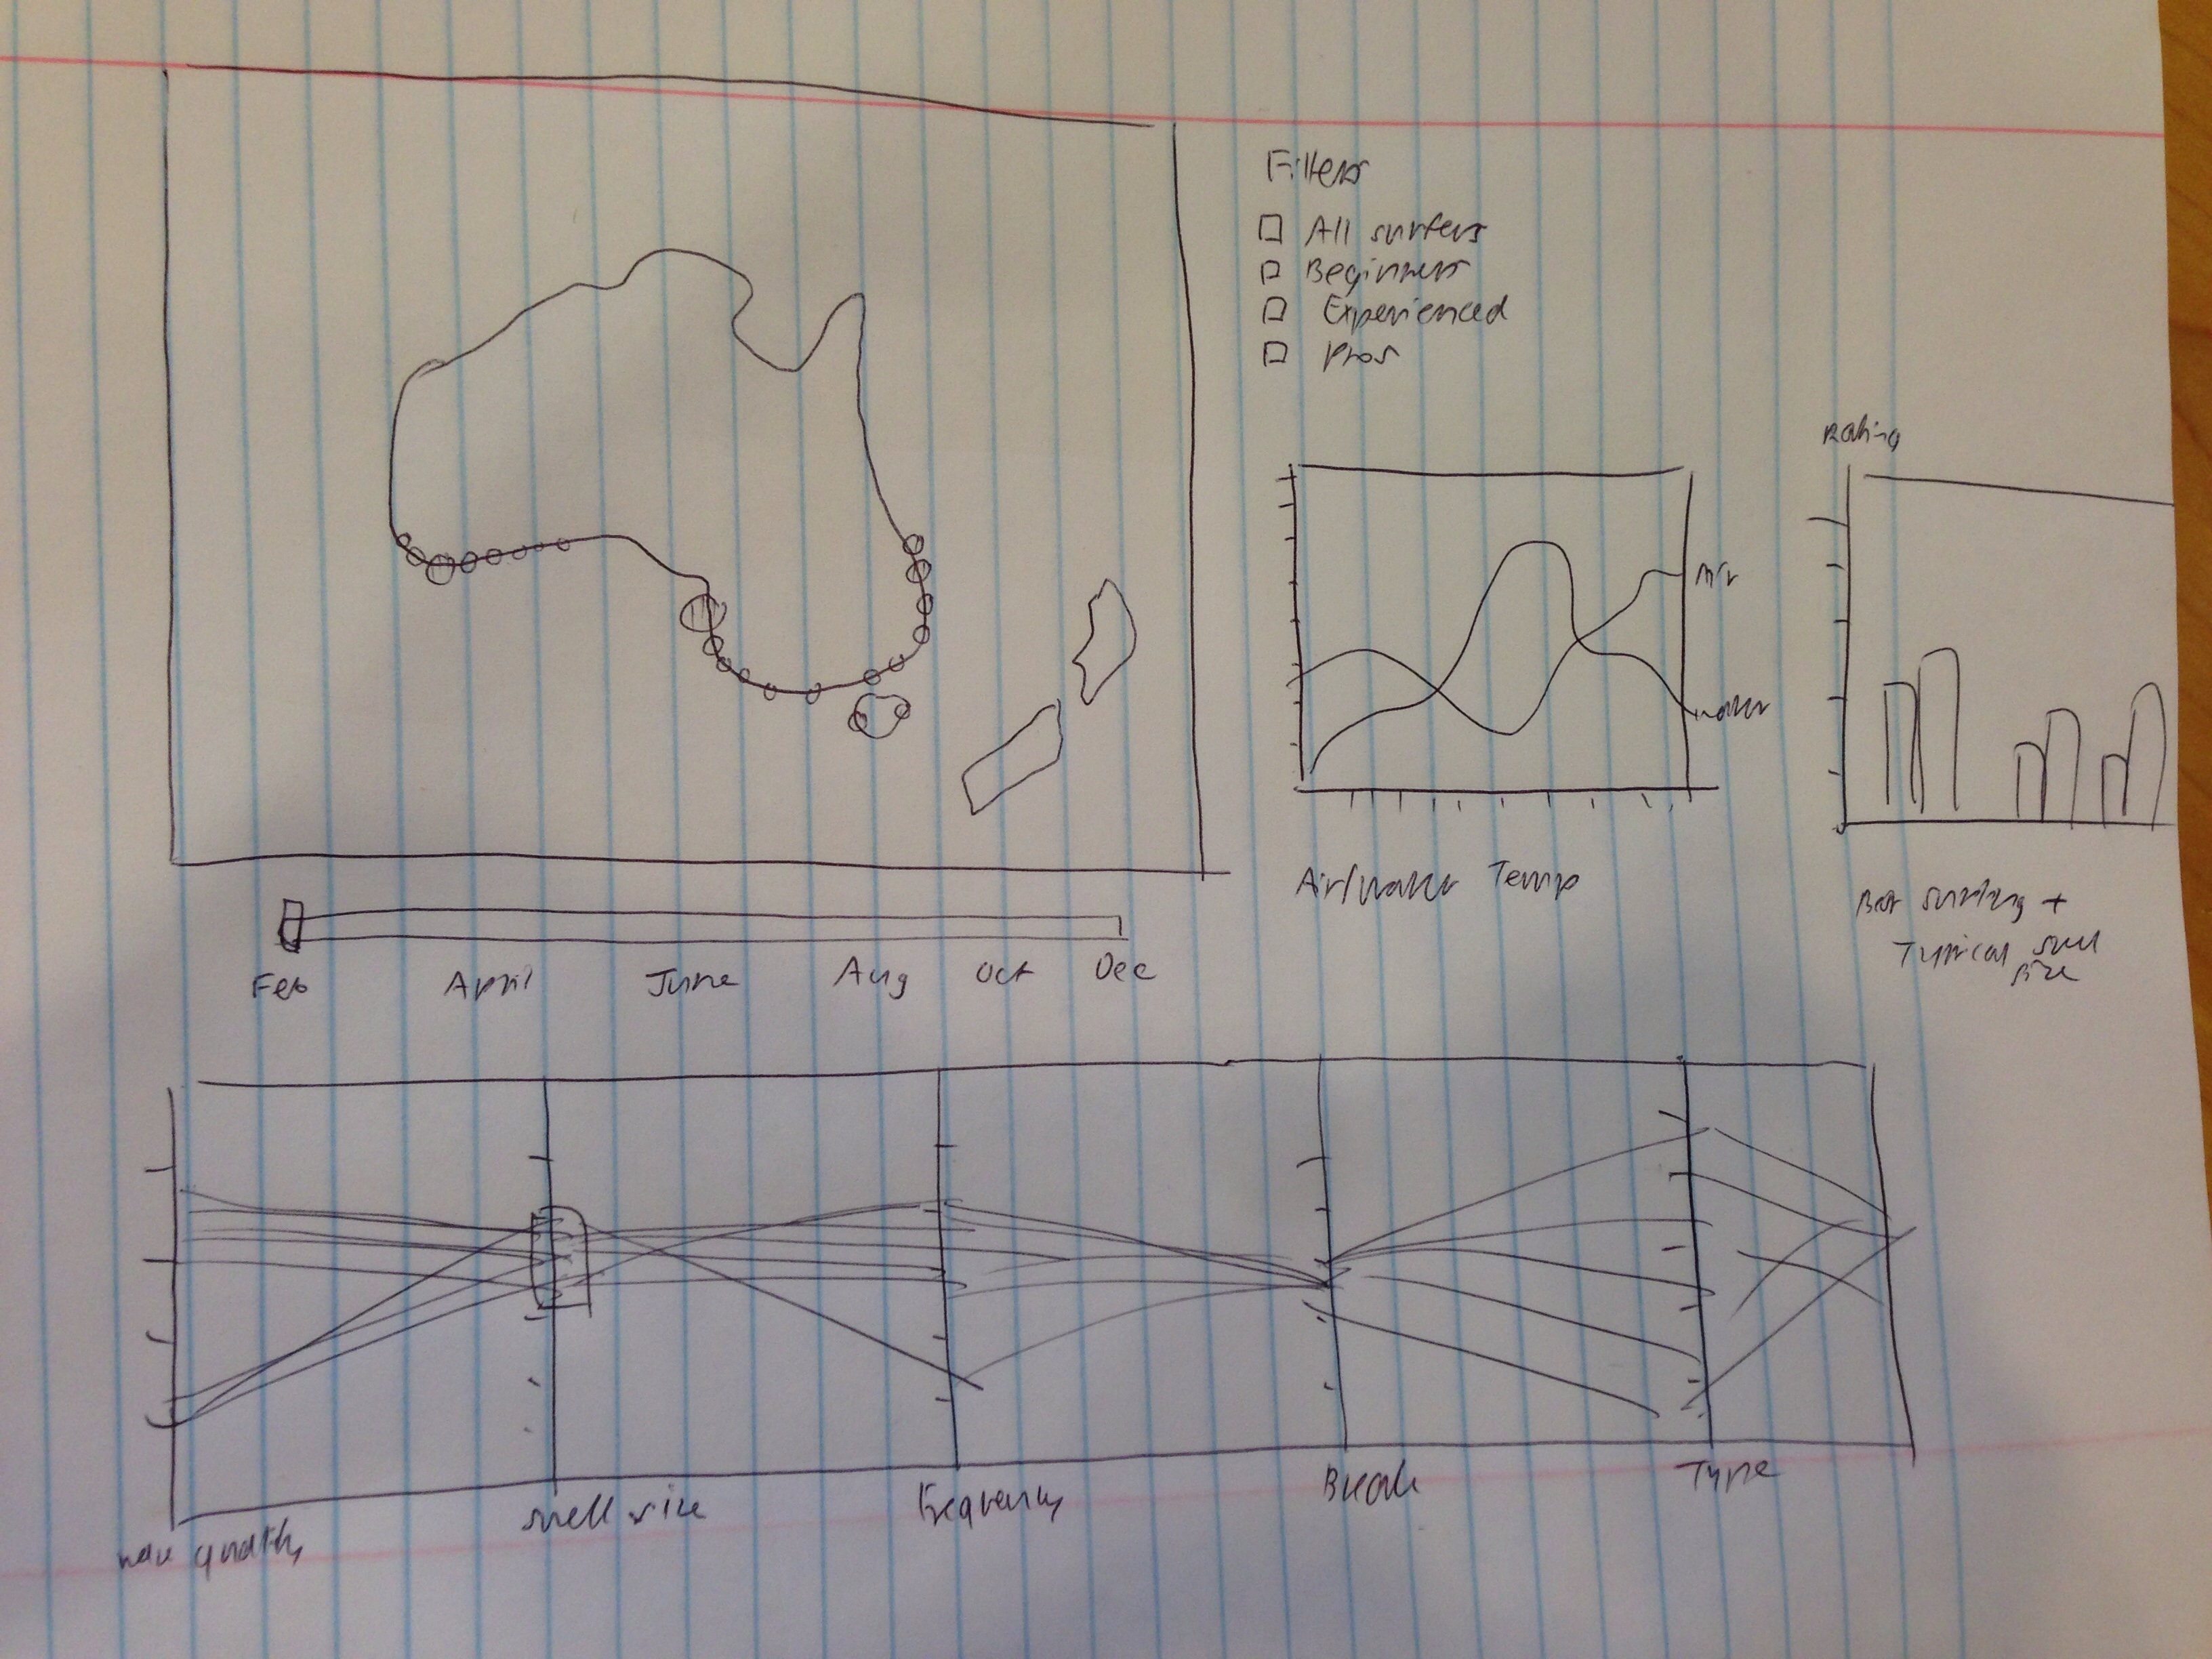 Filters
All surfers
Beginners
Experienced
Pros
Rating
Air
water
Air/water Temp
Best surfing +
Typical swell
size
Feb April June Aug Oct Dec
wave quality
swell size
Frequency
Break
Type